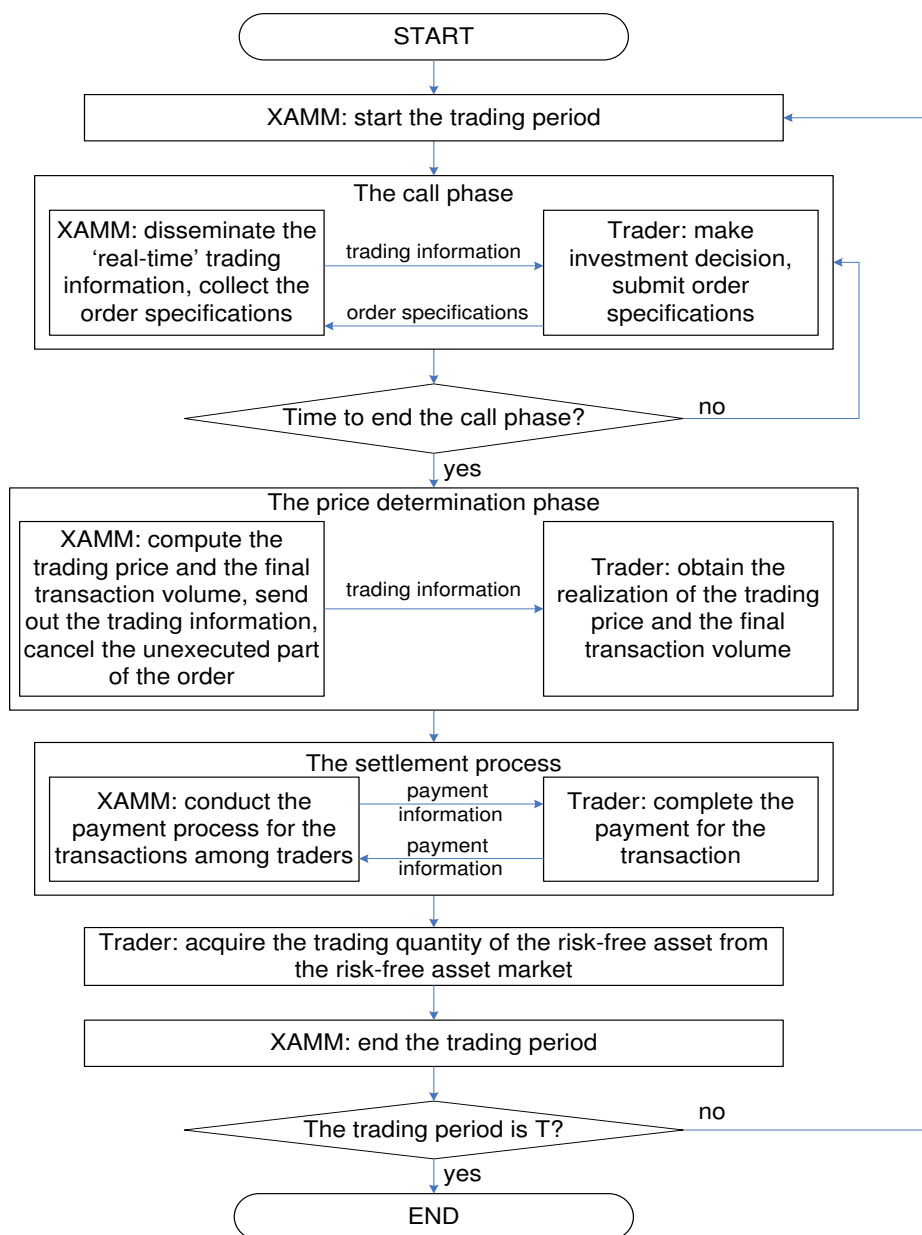 START
XAMM: start the trading period
The call phase
XAMM: disseminate the
‘real-time’ trading
information, collect the
order specifications
trading information
order specifications
Trader: make
investment decision,
submit order
specifications
Time to end the call phase?
no
yes
The price determination phase
XAMM: compute the
trading price and the final
transaction volume, send
out the trading information,
cancel the unexecuted part
of the order
trading information
Trader: obtain the
realization of the trading
price and the final
transaction volume
The settlement process
XAMM: conduct the
payment process for the
transactions among traders
payment
information
payment
information
Trader: complete the
payment for the
transaction
Trader: acquire the trading quantity of the risk-free asset from
the risk-free asset market
XAMM: end the trading period
The trading period is T?
no
yes
END